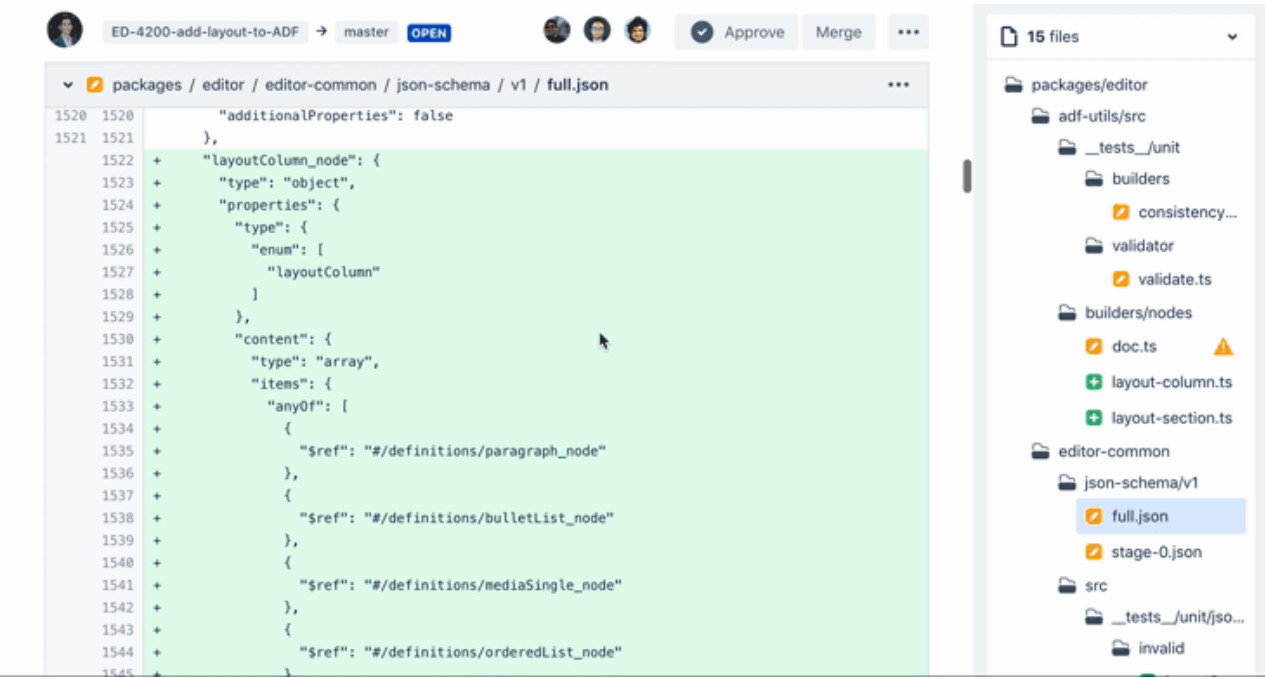 ED-4200-add-layout-to-ADF → master OPEN Approve Merge •••
packages / editor / editor-common / json-schema / v1 / full.json •••
1520 1520 "additionalProperties": false
1521 1521 },
1522 + "layoutColumn_node": {
1523 + "type": "object",
1524 + "properties": {
1525 + "type": {
1526 + "enum": [
1527 + "layoutColumn"
1528 + ]
1529 + },
1530 + "content": {
1531 + "type": "array",
1532 + "items": {
1533 + "anyOf": [
1534 + {
1535 + "$ref": "#/definitions/paragraph_node"
1536 + },
1537 + {
1538 + "$ref": "#/definitions/bulletList_node"
1539 + },
1540 + {
1541 + "$ref": "#/definitions/mediaSingle_node"
1542 + },
1543 + {
1544 + "$ref": "#/definitions/orderedList_node"
1545 + }
15 files
packages/editor
adf-utils/src
__tests__/unit
builders
consistency...
validator
validate.ts
builders/nodes
doc.ts
layout-column.ts
layout-section.ts
editor-common
json-schema/v1
full.json
stage-0.json
src
__tests__/unit/jso...
invalid